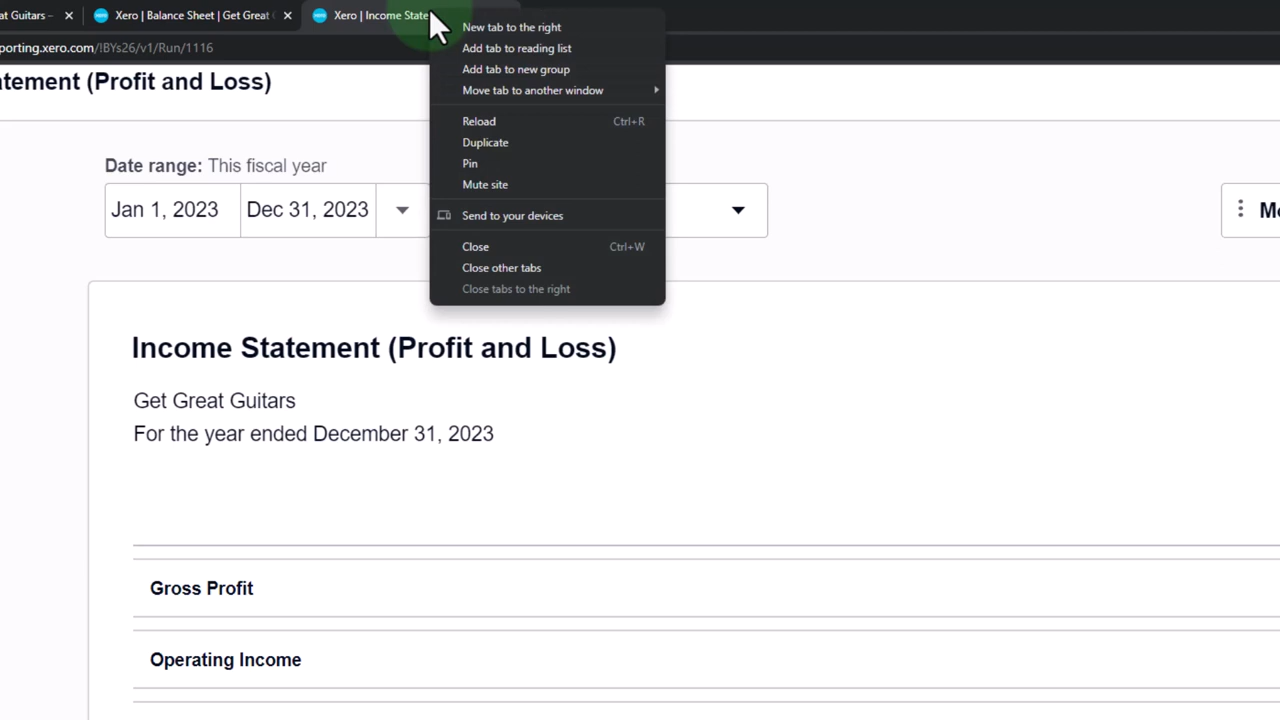 at Guitars –
Xero | Balance Sheet | Get Great
Xero | Income State
porting.xero.com/!BYs26/v1/Run/1116
tement (Profit and Loss)
New tab to the right
Add tab to reading list
Add tab to new group
Move tab to another window
Reload Ctrl+R
Duplicate
Pin
Mute site
Send to your devices
Close Ctrl+W
Close other tabs
Close tabs to the right
Date range: This fiscal year
Jan 1, 2023
Dec 31, 2023
Mo
Income Statement (Profit and Loss)
Get Great Guitars
For the year ended December 31, 2023
Gross Profit
Operating Income